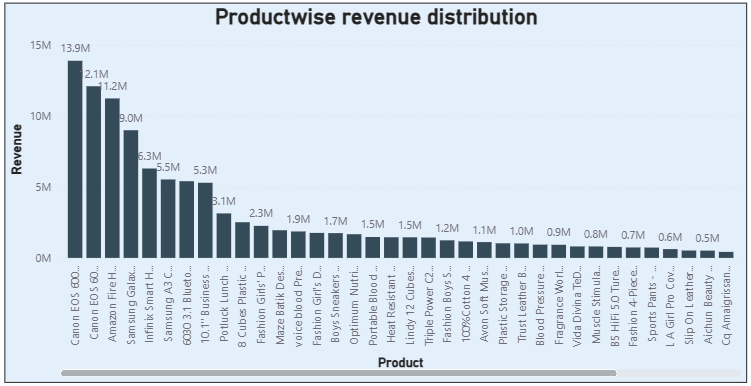 Productwise revenue distribution
15M
10M
5M
0M
Revenue
13.9M
12.1M
11.2M
9.0M
6.3M
5.5M
5.3M
3.1M
2.3M
1.9M
1.7M
1.5M
1.5M
1.2M
1.1M
1.0M
0.9M
0.8M
0.7M
0.6M
0.5M
Canon EOS 600...
Canon EOS 60...
Amazon Fire H...
Samsung Galax...
Infinix Smart H...
Samsung A3 C...
6030 3.1 Blueto...
10.1" Business ...
Potluck Lunch ...
8 Cubes Plastic ...
Fashion Girls' P...
Maze Batik Des...
voice blood Pre...
Fashion Girl's D...
Boys Sneakers ...
Optimum Nutri...
Portable Blood ...
Heat Resistant ...
Lindy 12 Cubes...
Triple Power C2...
Fashion Boys S...
100%Cotton 4 ...
Avon Soft Mus...
Plastic Storage ...
Trust Leather B...
Blood Pressure ...
Fragrance Worl...
Vida Divina TeD...
Muscle Stimula...
B5 HiFi 5.0 Ture...
Fashion 4-Piece...
Sports Pants - ...
L.A Girl Pro Cov...
Slip On Leather...
Aichun Beauty ...
Cq Amaigrissan...
Product